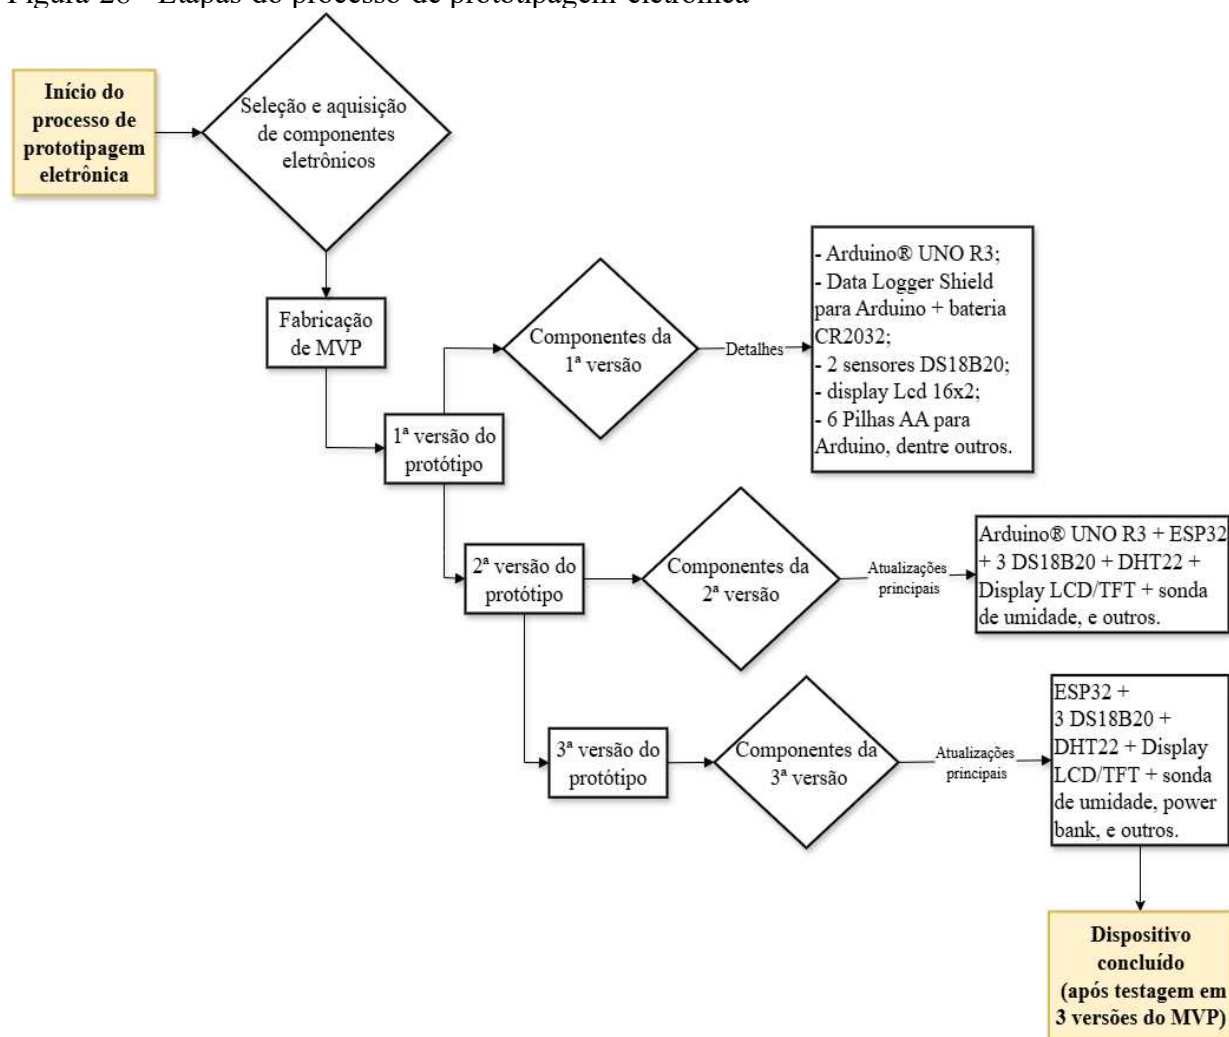 Figura 28 - Etapas do processo de prototipagem eletrônica
Início do
processo de
prototipagem
eletrônica
Seleção e aquisição
de componentes
eletrônicos
Fabricação
de MVP
1ª versão do
protótipo
Componentes da
1ª versão
Detalhes
- Arduino® UNO R3;
- Data Logger Shield
para Arduino + bateria
CR2032;
- 2 sensores DS18B20;
- display Lcd 16x2;
- 6 Pilhas AA para
Arduino, dentre outros.
2ª versão do
protótipo
Componentes da
2ª versão
Atualizações
principais
Arduino® UNO R3 + ESP32
+ 3 DS18B20 + DHT22 +
Display LCD/TFT + sonda
de umidade, e outros.
3ª versão do
protótipo
Componentes da
3ª versão
Atualizações
principais
ESP32 +
3 DS18B20 +
DHT22 + Display
LCD/TFT + sonda
de umidade, power
bank, e outros.
Dispositivo
concluído
(após testagem em
3 versões do MVP)